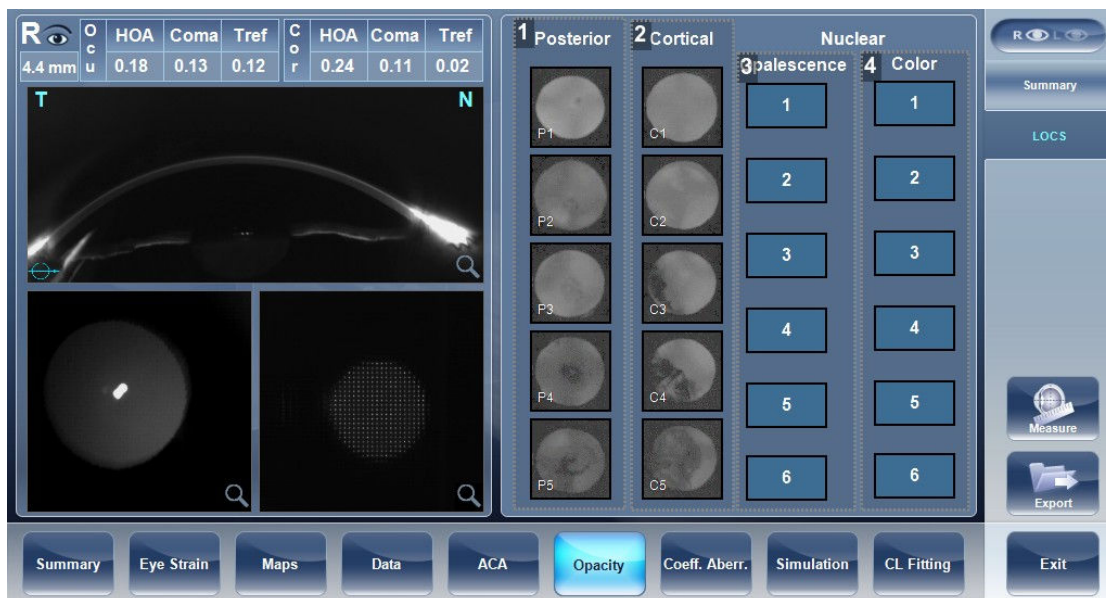 R
4.4 mm
Ocu
HOA Coma Tref
0.18 0.13 0.12
Cor
HOA Coma Tref
0.24 0.11 0.02
T
N
1 Posterior
P1
P2
P3
P4
P5
2 Cortical
C1
C2
C3
C4
C5
Nuclear
3 palescence
1
2
3
4
5
6
4 Color
1
2
3
4
5
6
R L
Summary
LOCS
Measure
Export
Summary Eye Strain Maps Data ACA Opacity Coeff. Aberr. Simulation CL Fitting Exit